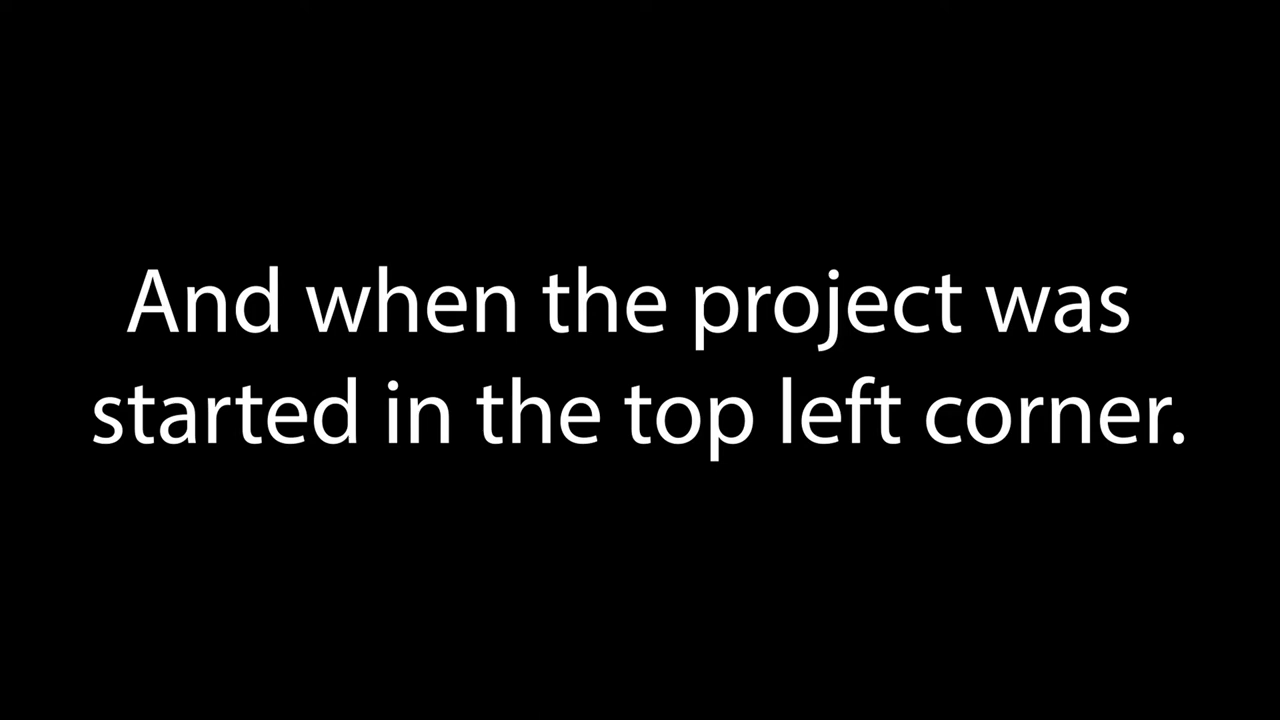 And when the project was
started in the top left corner.